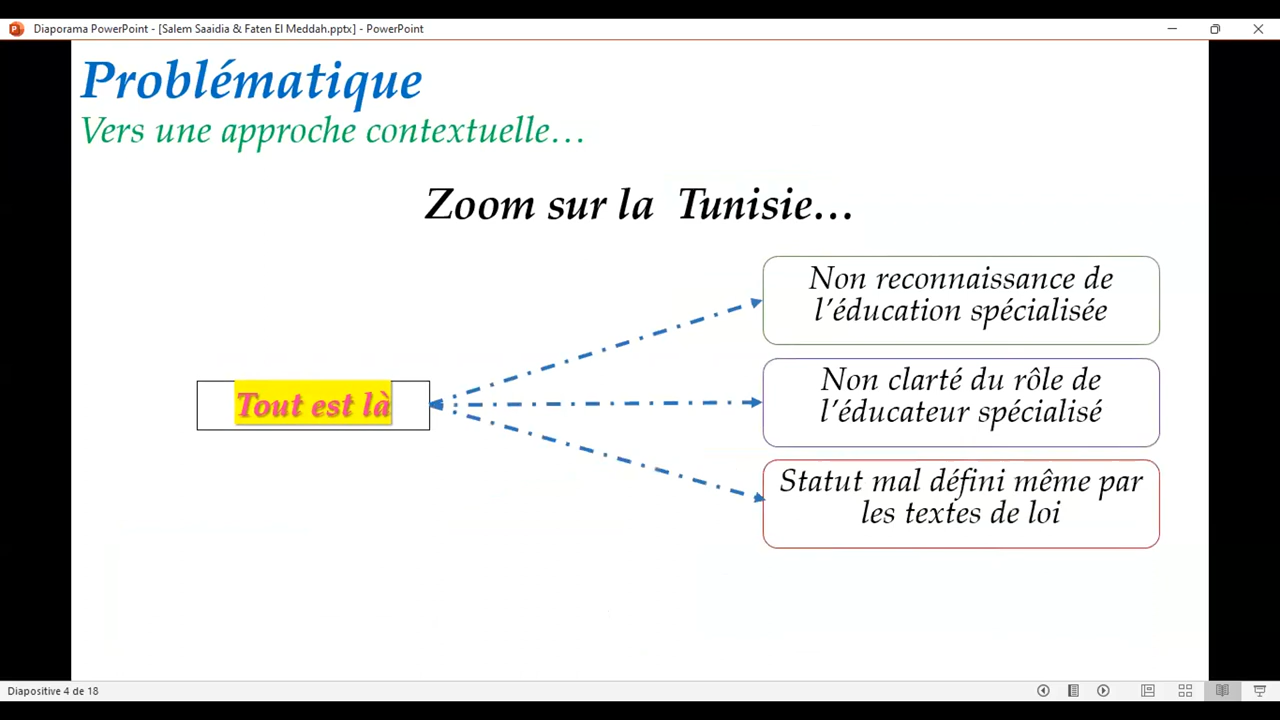 Diaporama PowerPoint - [Salem Saaidia & Faten El Meddah.pptx] - PowerPoint
Problématique
Vers une approche contextuelle…
Zoom sur la Tunisie…
Non reconnaissance de
l’éducation spécialisée
Non clarté du rôle de
l’éducateur spécialisé
Tout est là
Statut mal défini même par
les textes de loi
Diapositive 4 de 18